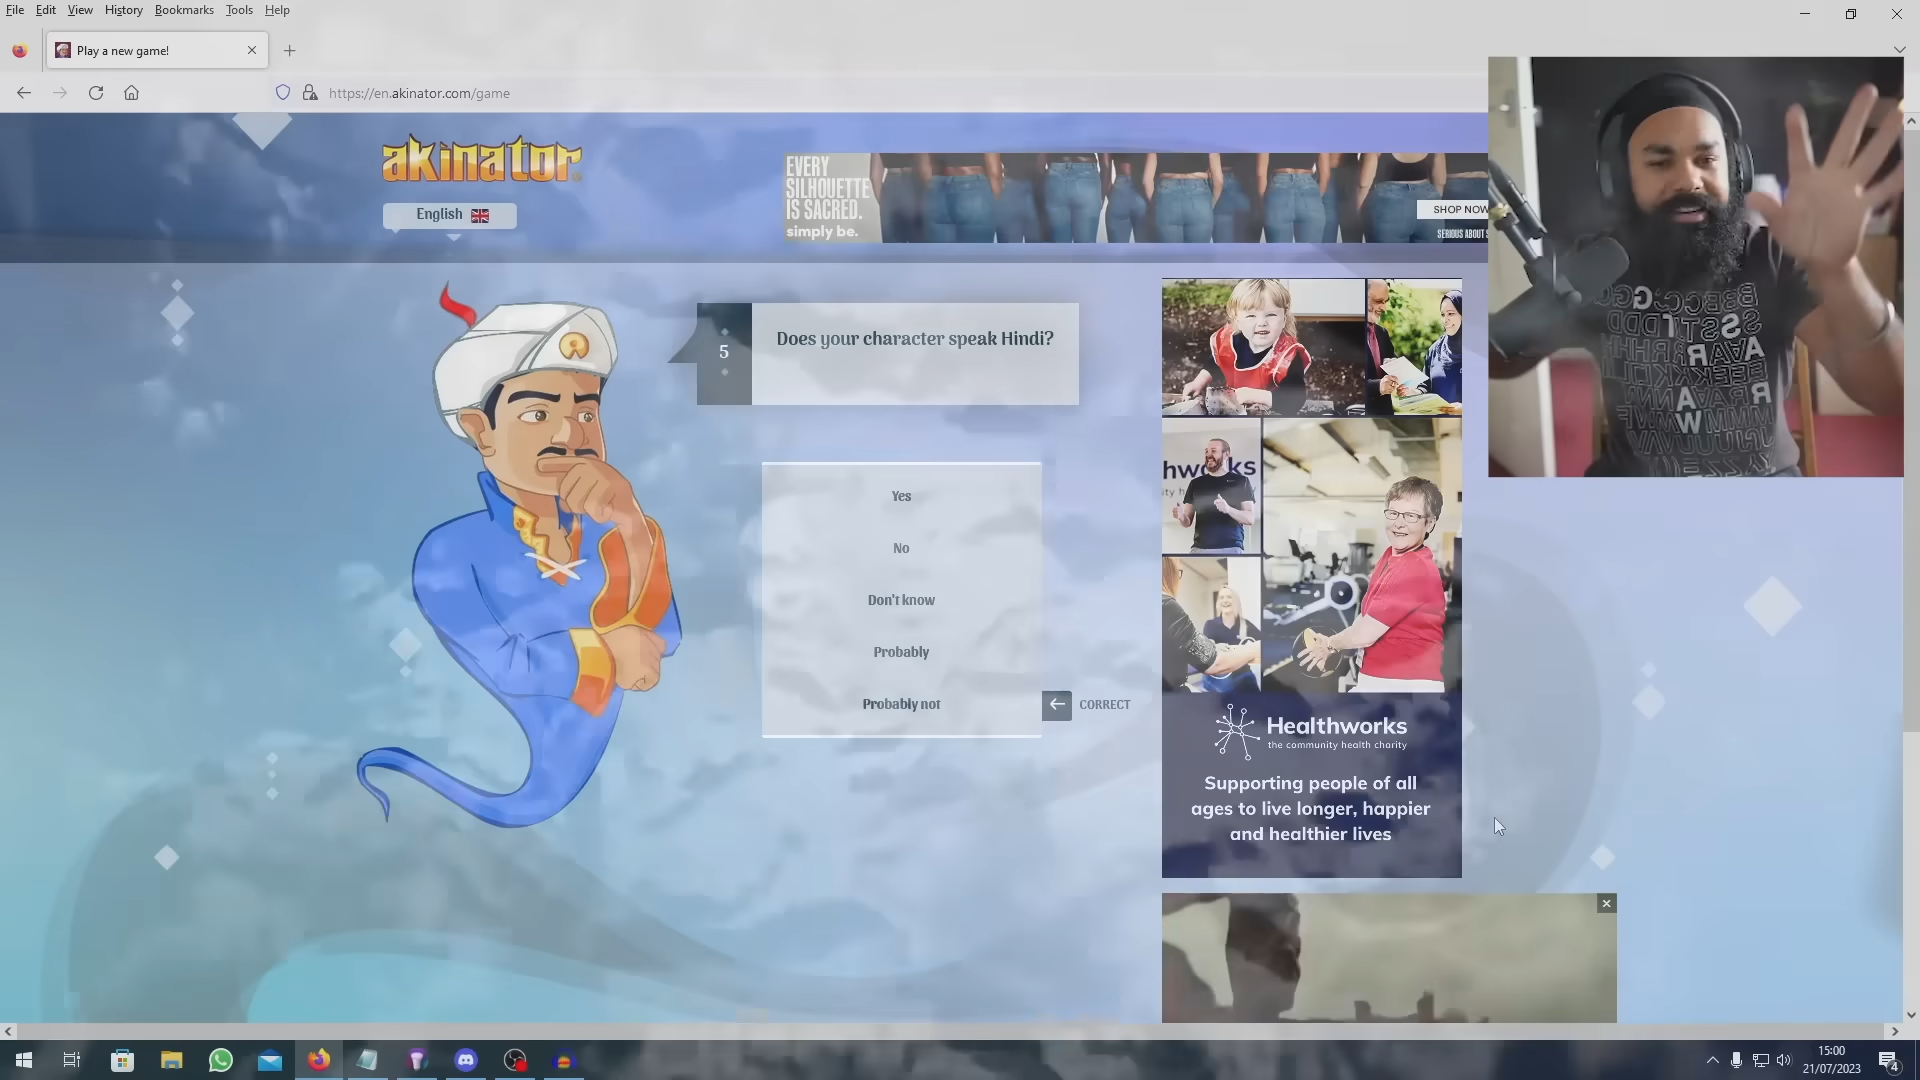 File Edit View History Bookmarks Tools Help
Play a new game!
https://en.akinator.com/game
akinator
English
EVERY
SILHOUETTE
IS SACRED.
simply be.
SHOP NOW
SERIOUS ABOUT
5
Does your character speak Hindi?
Yes
No
Don't know
Probably
Probably not
CORRECT
Healthworks
the community health charity
Supporting people of all
ages to live longer, happier
and healthier lives
15:00
21/07/2023
4